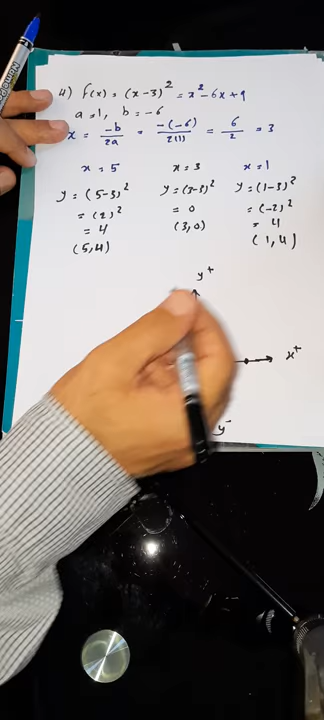 4) f(x) = (x-3)² = x² - 6x + 9
a = 1, b = -6
x = -b/2a = -(-6)/2(1) = 6/2 = 3
x = 5 x = 3 x = 1
y = (5-3)² y = (3-3)² y = (1-3)²
= (2)² = 0 = (-2)²
= 4 (3,0) = 4
(5,4) (1,4)
y+
x+
y-